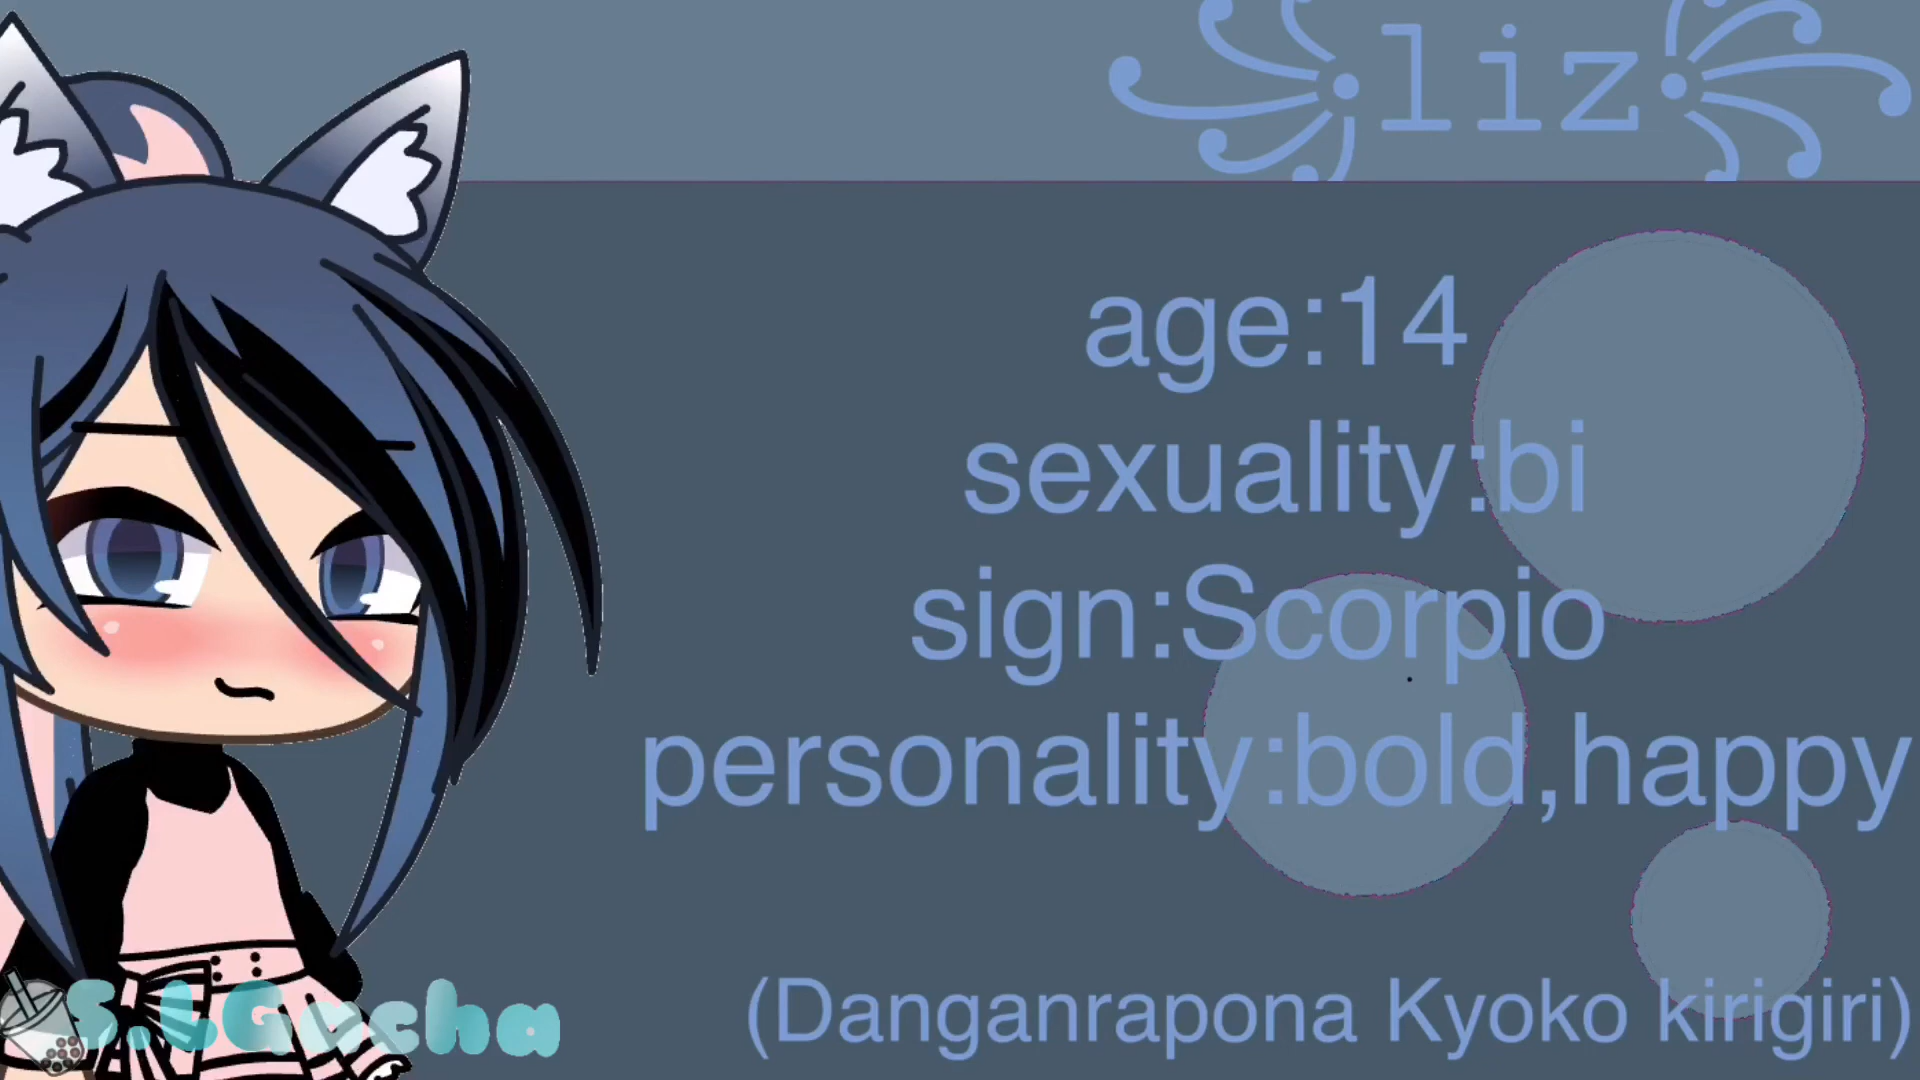 liz
age:14
sexuality:bi
sign:Scorpio
personality:bold,happy
(Danganrapona Kyoko kirigiri)
S.LGacha